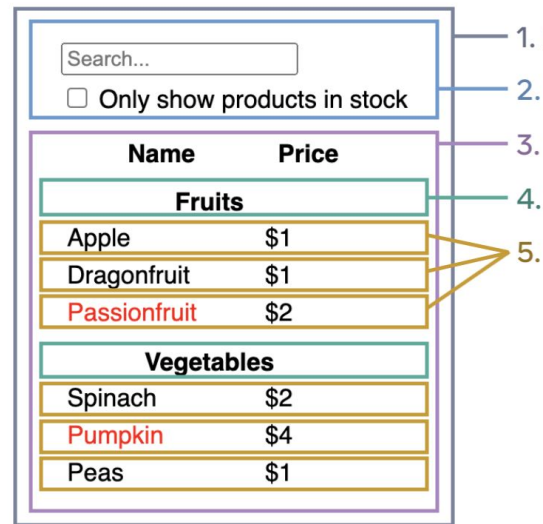 1.
Search...
2.
Only show products in stock
3.
Name Price
4.
Fruits
Apple $1
5.
Dragonfruit $1
Passionfruit $2
Vegetables
Spinach $2
Pumpkin $4
Peas $1